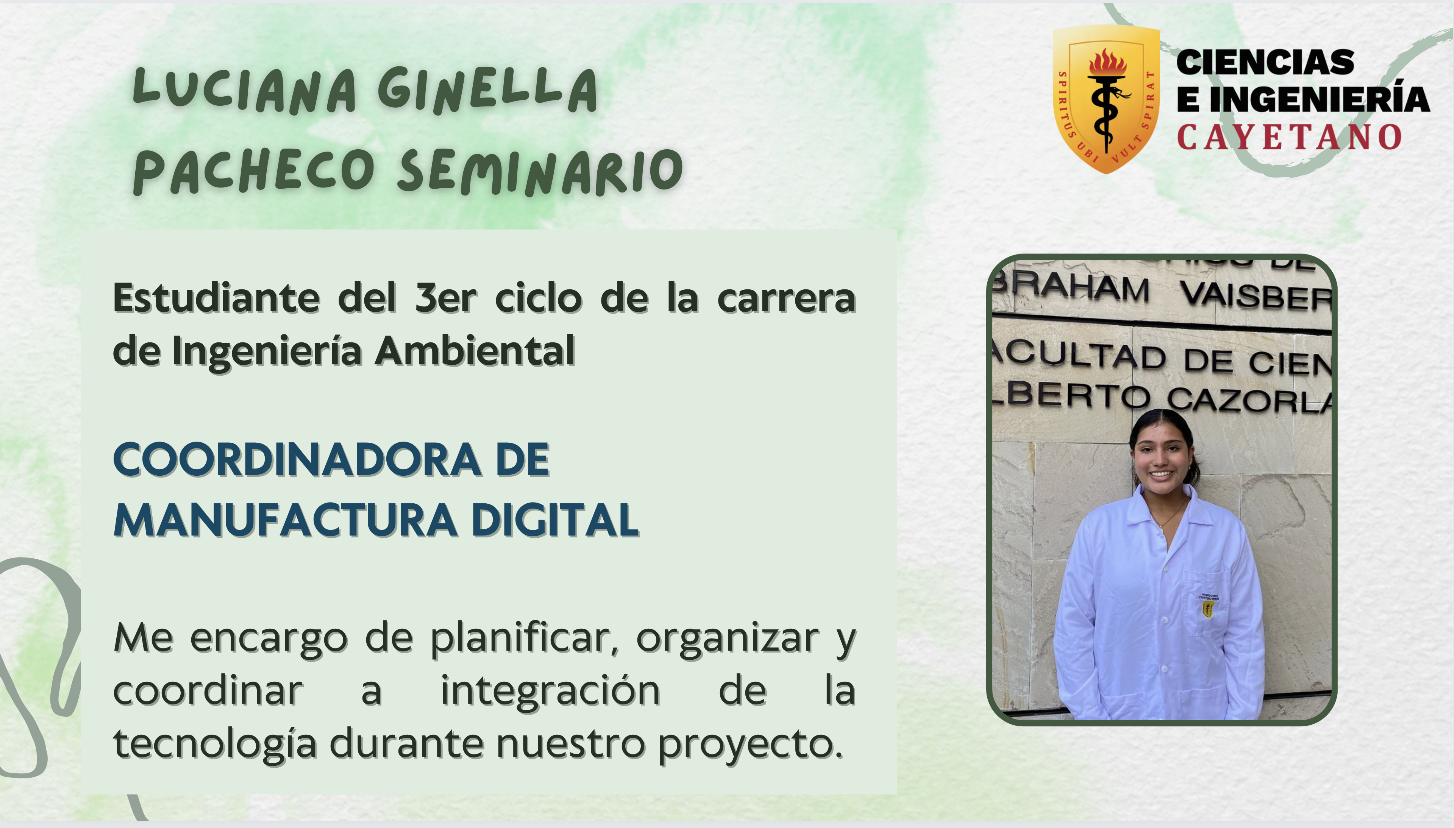 LUCIANA GINELLA
PACHECO SEMINARIO
CIENCIAS
E INGENIERÍA
CAYETANO
SPIRITUS UBI VULT SPIRAT
Estudiante del 3er ciclo de la carrera
de Ingeniería Ambiental
COORDINADORA DE
MANUFACTURA DIGITAL
Me encargo de planificar, organizar y
coordinar a integración de la
tecnología durante nuestro proyecto.
BRAHAM VAISBER
ACULTAD DE CIEN
LBERTO CAZORLA